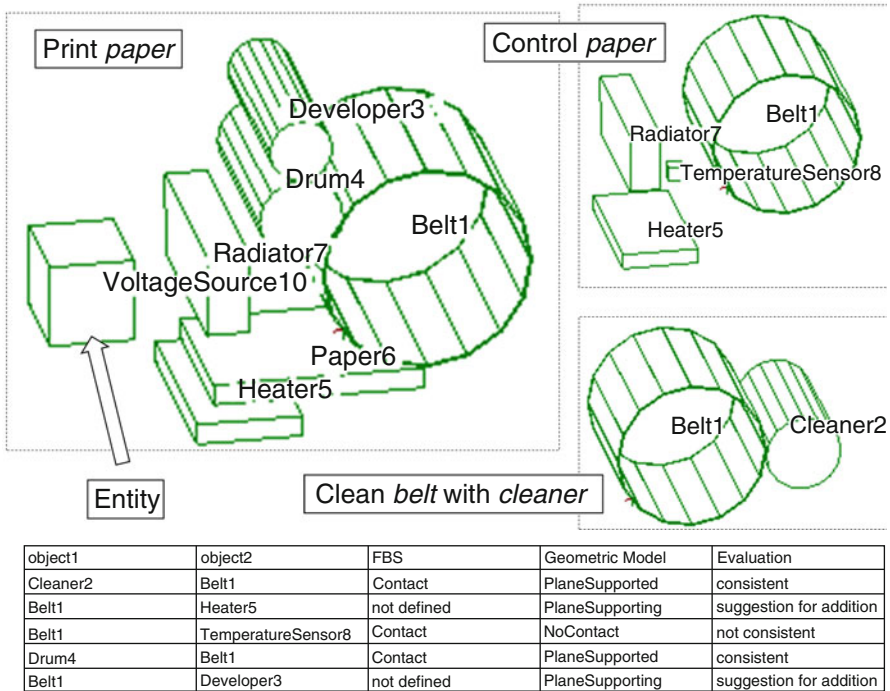 Print paper
Developer3
Drum4
Belt1
Radiator7
VoltageSource10
Paper6
Heater5
Entity
Control paper
Radiator7
Belt1
TemperatureSensor8
Heater5
Clean belt with cleaner
Belt1
Cleaner2
object1 object2 FBS Geometric Model Evaluation
Cleaner2 Belt1 Contact PlaneSupported consistent
Belt1 Heater5 not defined PlaneSupporting suggestion for addition
Belt1 TemperatureSensor8 Contact NoContact not consistent
Drum4 Belt1 Contact PlaneSupported consistent
Belt1 Developer3 not defined PlaneSupporting suggestion for addition